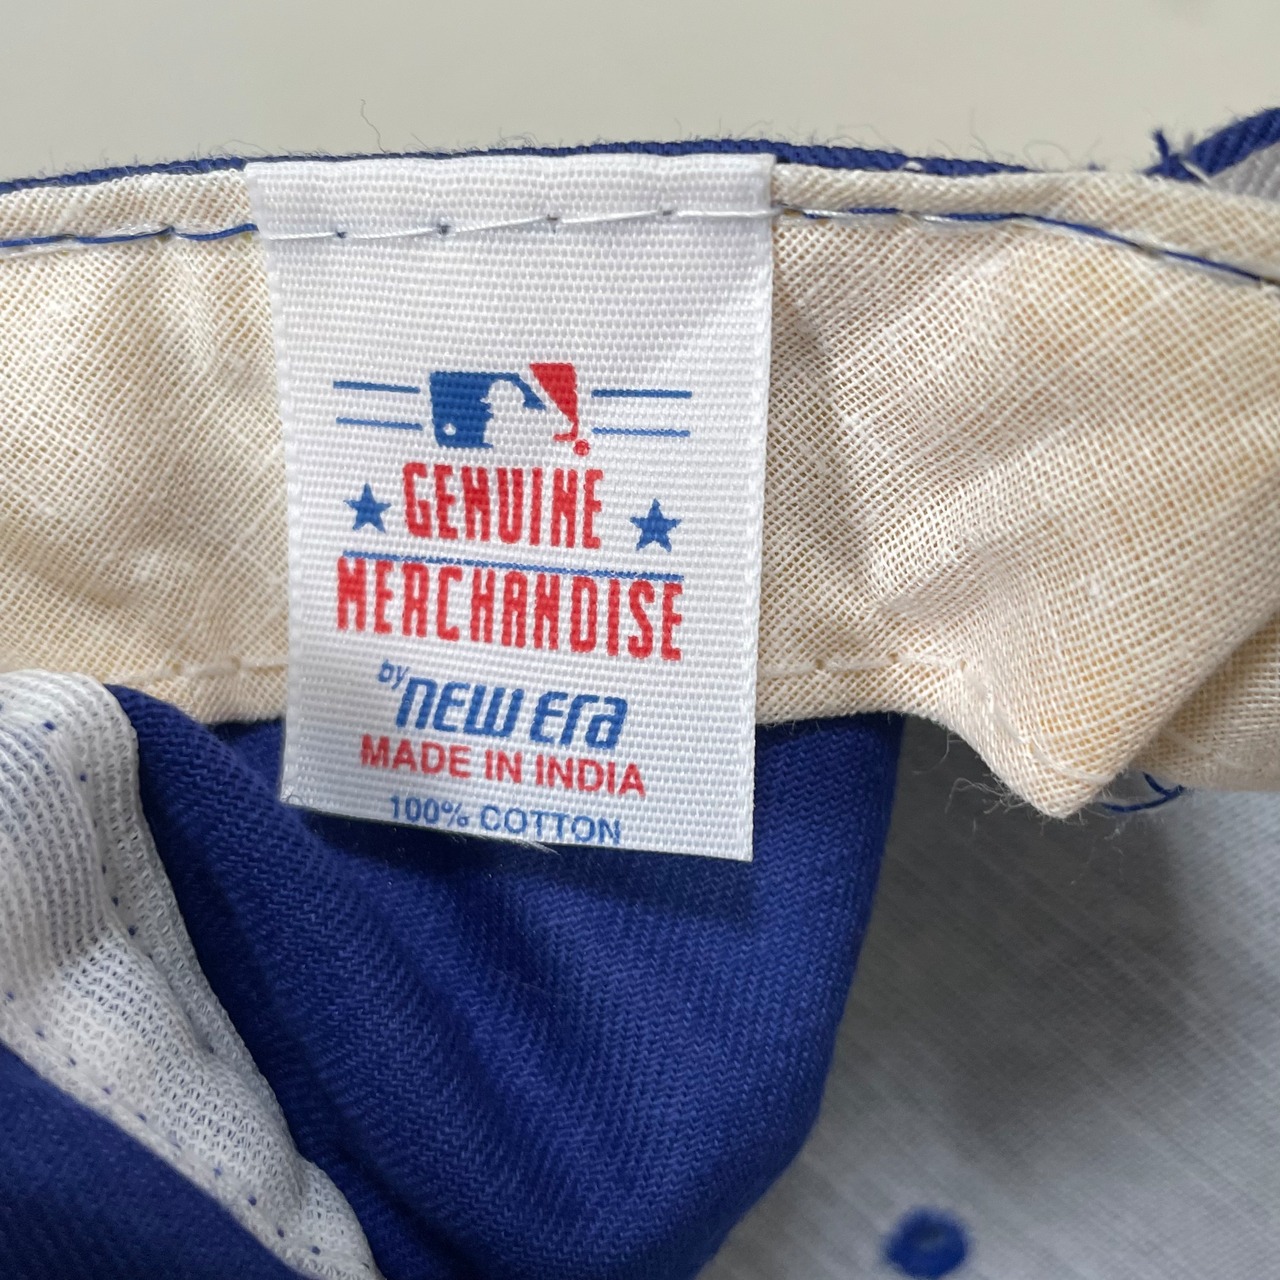 GENUINE
MERCHANDISE
by NEW ERA
MADE IN INDIA
100% COTTON